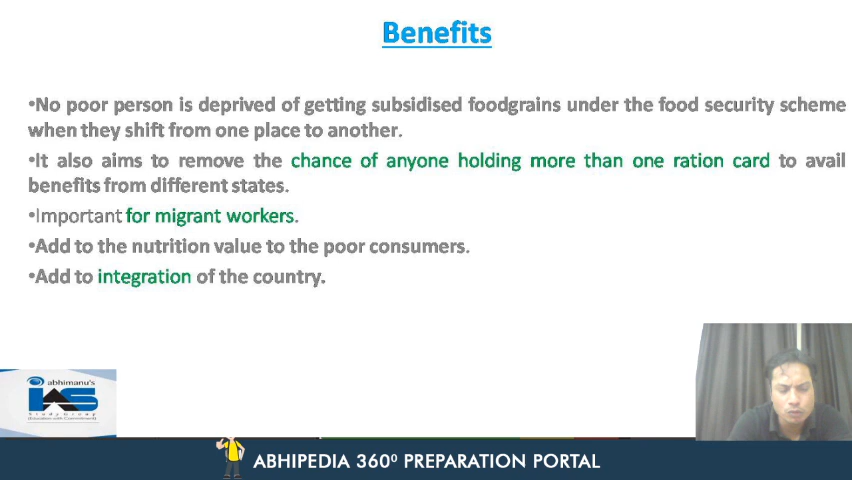 Benefits
•No poor person is deprived of getting subsidised foodgrains under the food security scheme
when they shift from one place to another.
•It also aims to remove the chance of anyone holding more than one ration card to avail
benefits from different states.
•Important for migrant workers.
•Add to the nutrition value to the poor consumers.
•Add to integration of the country.
abhimanu's
ias
Study Group
ABHIPEDIA 360⁰ PREPARATION PORTAL